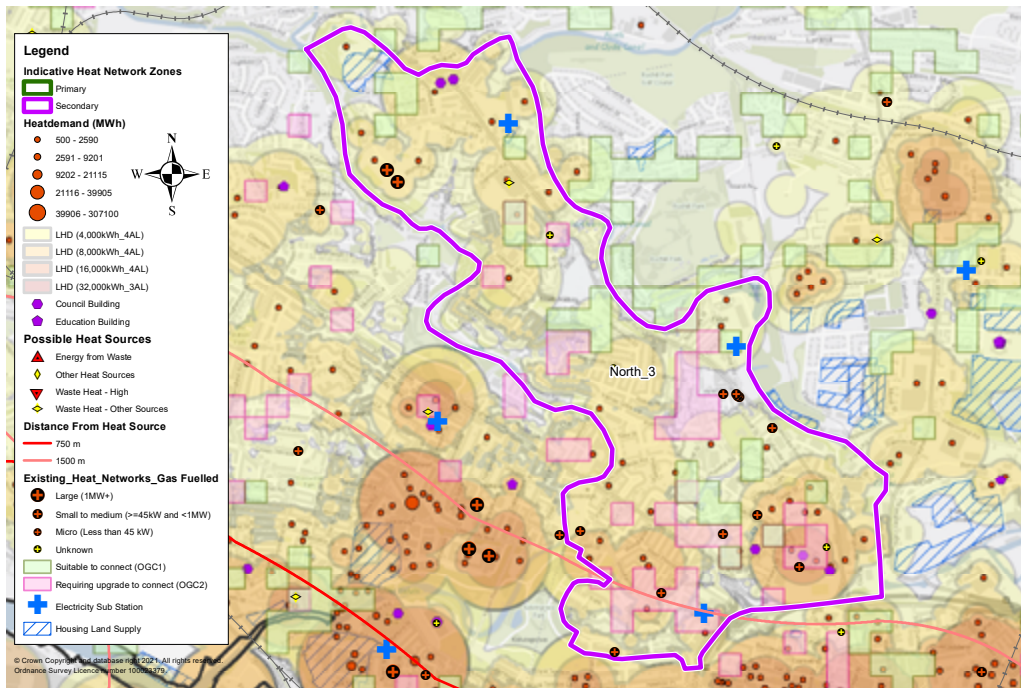 Legend
Indicative Heat Network Zones
Primary
Secondary
Heatdemand (MWh)
500 - 2590
2591 - 9201
9202 - 21115
21116 - 39905
39906 - 307100
N
W
E
S
LHD (4,000kWh_4AL)
LHD (8,000kWh_4AL)
LHD (16,000kWh_4AL)
LHD (32,000kWh_3AL)
Council Building
Education Building
Possible Heat Sources
Energy from Waste
Other Heat Sources
Waste Heat - High
Waste Heat - Other Sources
Distance From Heat Source
750 m
1500 m
Existing_Heat_Networks_Gas Fuelled
Large (1MW+)
Small to medium (>=45kW and <1MW)
Micro (Less than 45 kW)
Unknown
Suitable to connect (OGC1)
Requiring upgrade to connect (OGC2)
Electricity Sub Station
Housing Land Supply
© Crown Copyright and database right 2021. All rights reserved.
Ordnance Survey Licence number 100023379.
North_3